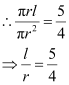 ∴ πrl/πr² = 5/4
⇒ l/r = 5/4